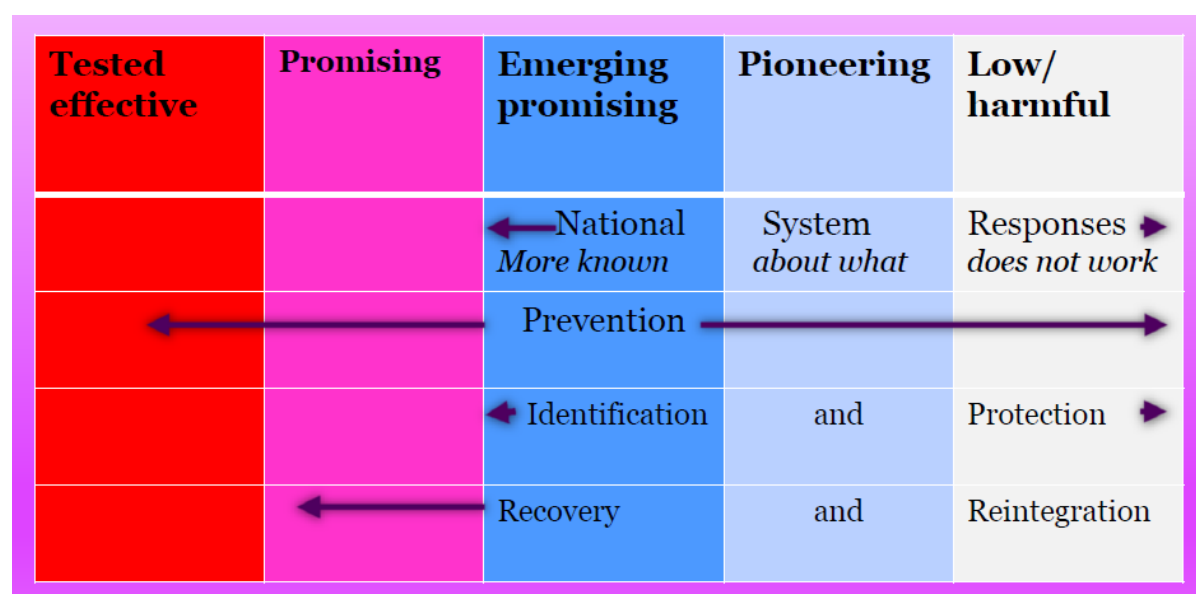 Tested effective
Promising
Emerging promising
Pioneering
Low/ harmful
National System Responses
More known about what does not work
Prevention
Identification and Protection
Recovery and Reintegration